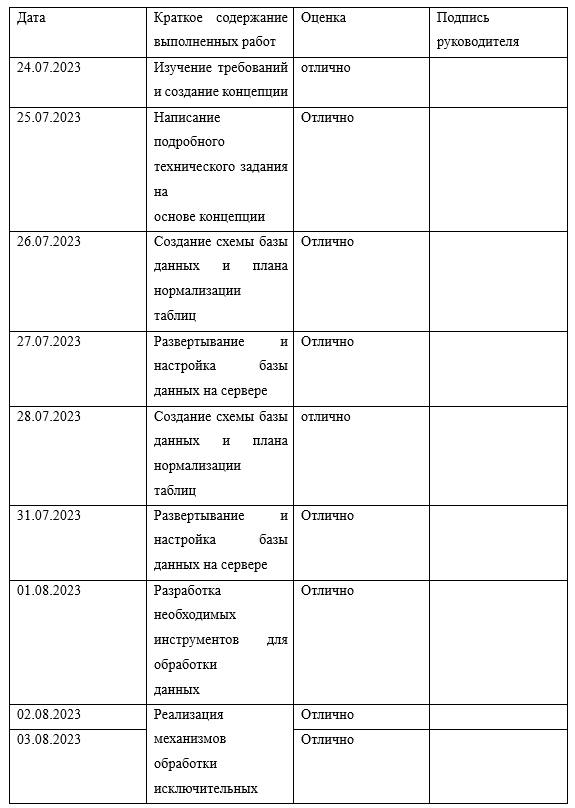 Дата
Краткое содержание
выполненных работ
Оценка
Подпись
руководителя
24.07.2023
Изучение требований
и создание концепции
отлично
25.07.2023
Написание
подробного
технического задания
на
основе концепции
Отлично
26.07.2023
Создание схемы базы
данных и плана
нормализации
таблиц
Отлично
27.07.2023
Развертывание и
настройка базы
данных на сервере
Отлично
28.07.2023
Создание схемы базы
данных и плана
нормализации
таблиц
отлично
31.07.2023
Развертывание и
настройка базы
данных на сервере
Отлично
01.08.2023
Разработка
необходимых
инструментов для
обработки
данных
Отлично
02.08.2023
Реализация
механизмов
обработки
исключительных
Отлично
03.08.2023
Отлично